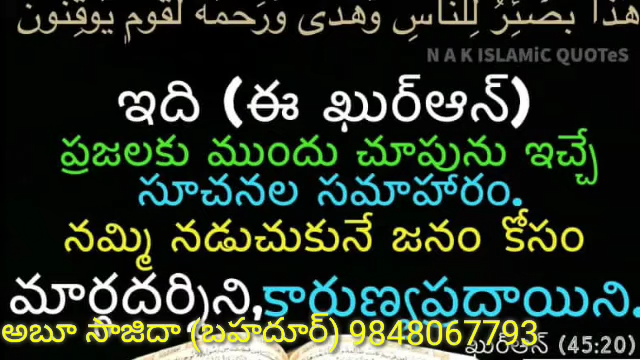 هَذَا بَصَائِرُ لِلنَّاسِ وَهُدًى وَرَحْمَةٌ لِقَوْمٍ يُوقِنُونَ
N A K ISLAMiC QUOTeS
ఇది (ఈ ఖుర్ఆన్)
ప్రజలకు ముందు చూపును ఇచ్చే
సూచనల సమాహారం.
నమ్మి నడుచుకునే జనం కోసం
మార్గదర్శిని,కారుణ్యప్రదాయిని.
అబూ సాజిదా (బహదూర్) 9848067793
ఖుర్ఆన్ (45:20)